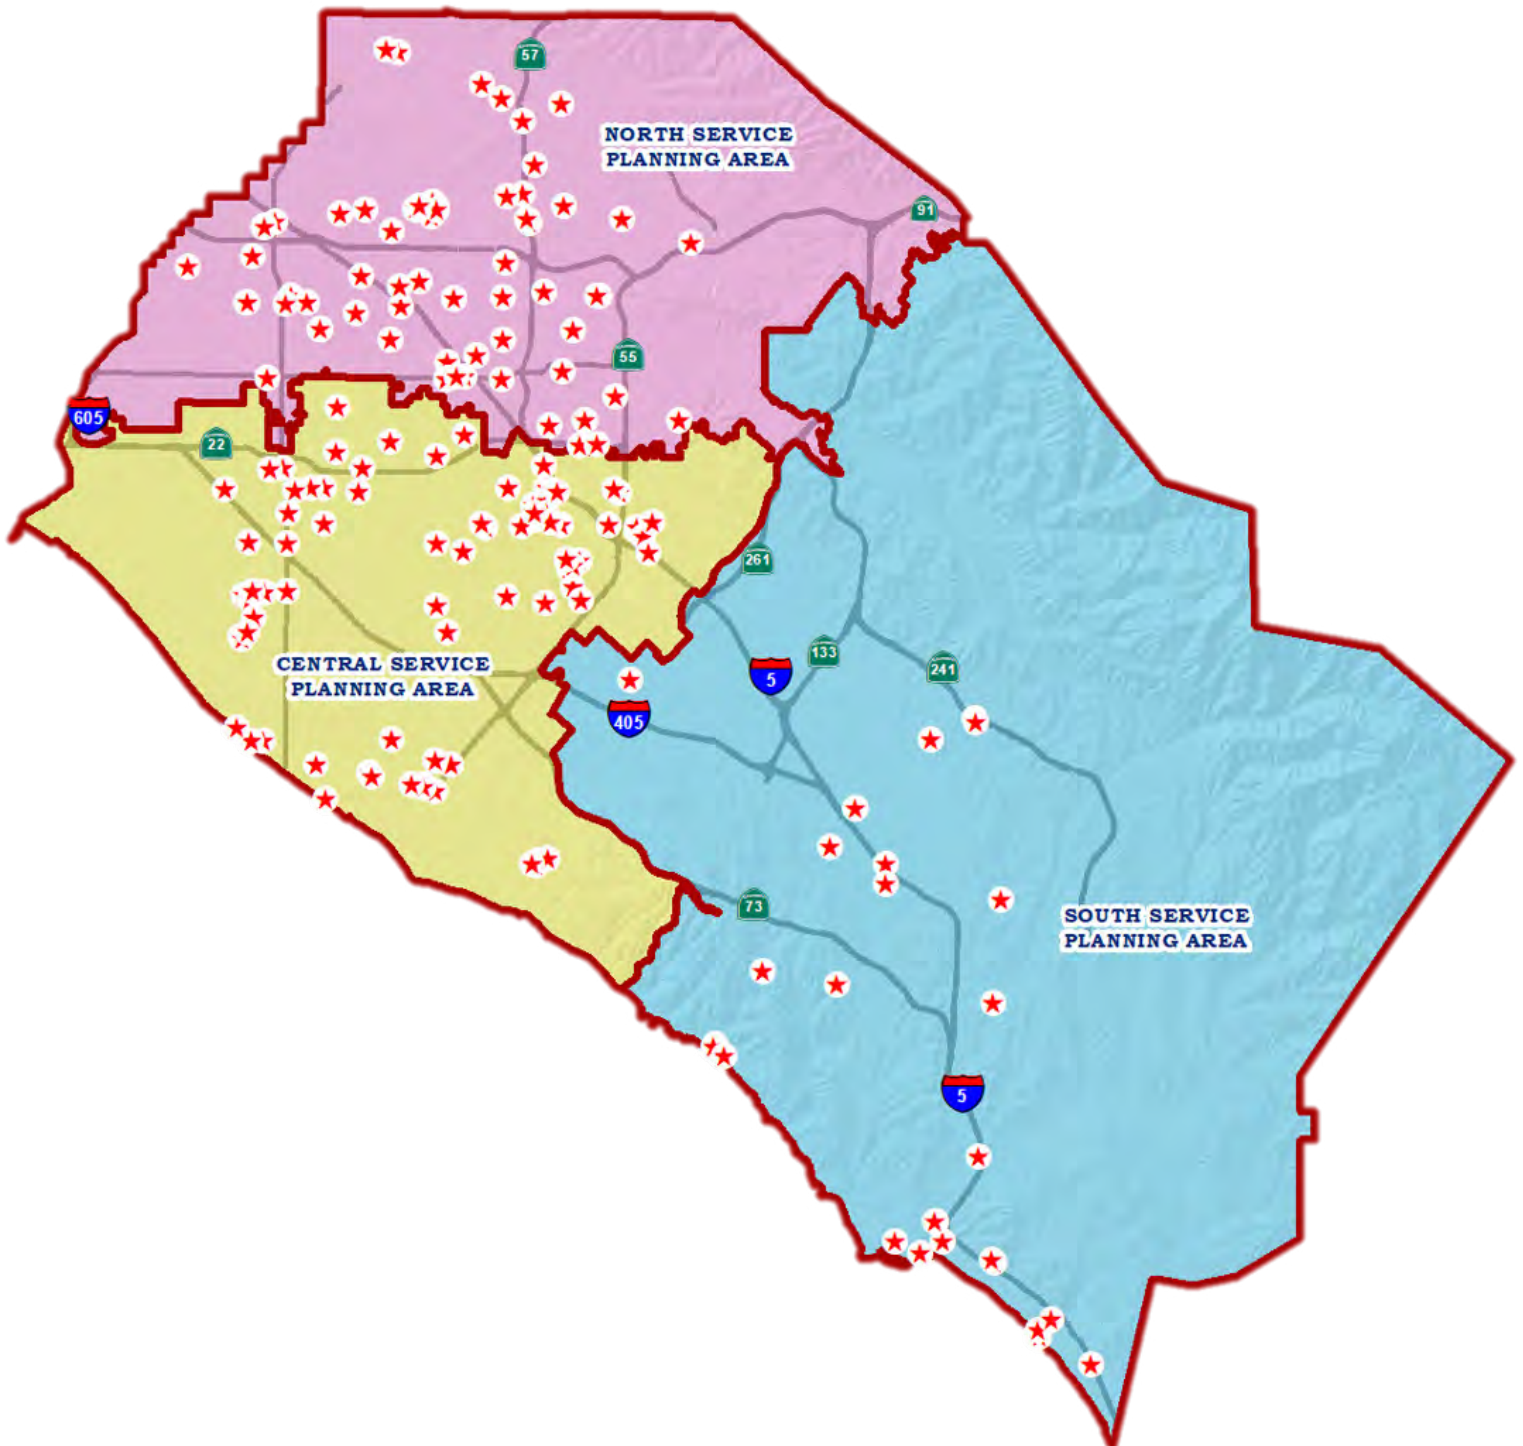 57
NORTH SERVICE
PLANNING AREA
91
55
605
22
261
CENTRAL SERVICE
PLANNING AREA
133
5
241
405
73
SOUTH SERVICE
PLANNING AREA
5